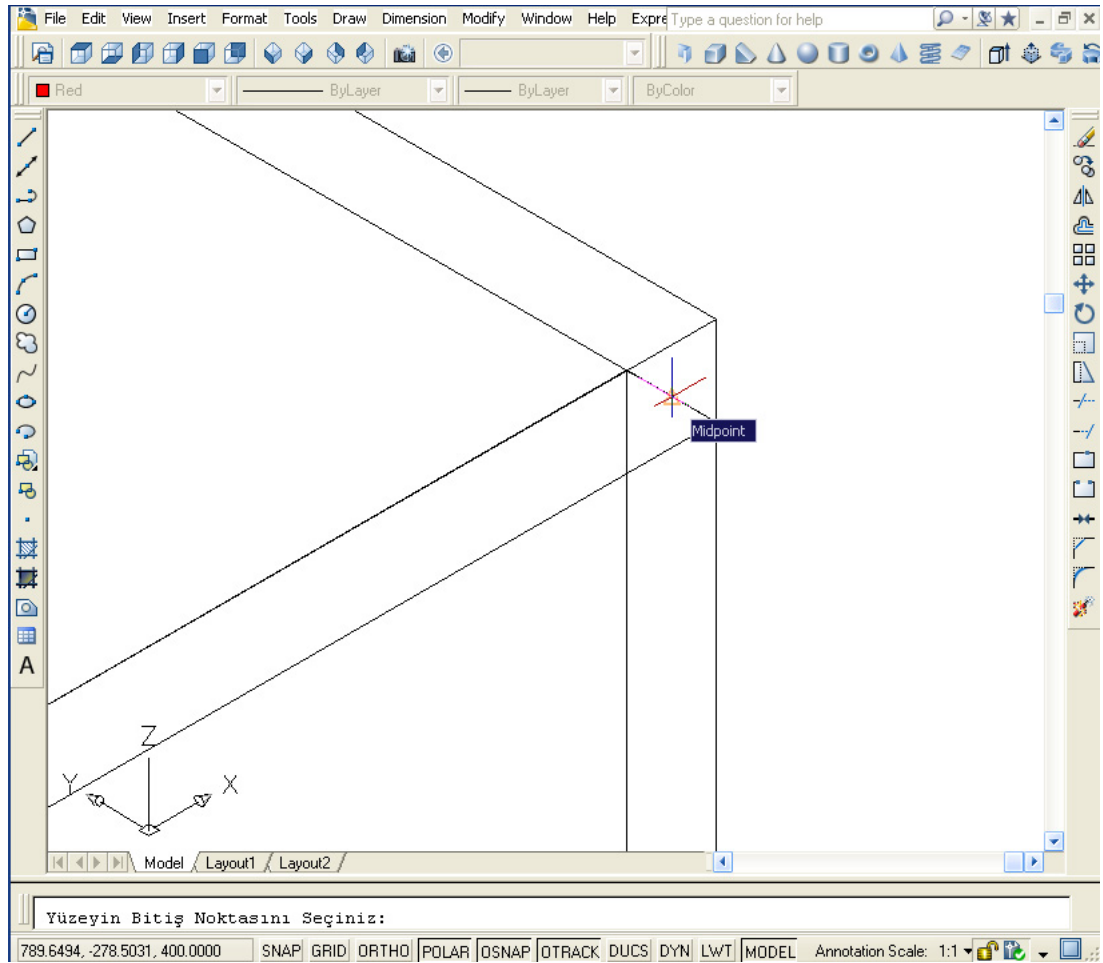 File Edit View Insert Format Tools Draw Dimension Modify Window Help Expre Type a question for help
Red ByLayer ByLayer ByColor
Midpoint
Z
Y X
Model Layout1 Layout2
Yüzeyin Bitiş Noktasını Seçiniz:
789.6494, -278.5031, 400.0000 SNAP GRID ORTHO POLAR OSNAP OTRACK DUCS DYN LWT MODEL Annotation Scale: 1:1